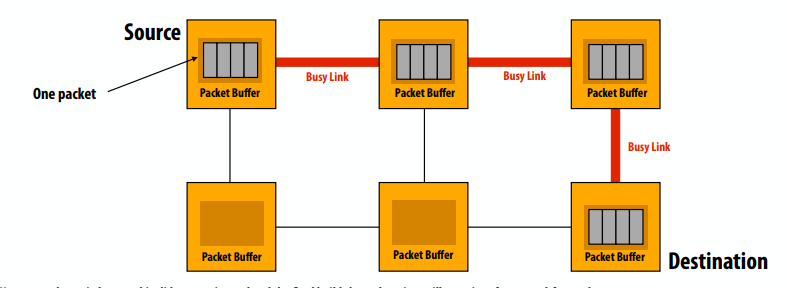 Source
One packet
Packet Buffer
Busy Link
Packet Buffer
Busy Link
Packet Buffer
Busy Link
Packet Buffer
Packet Buffer
Packet Buffer
Destination